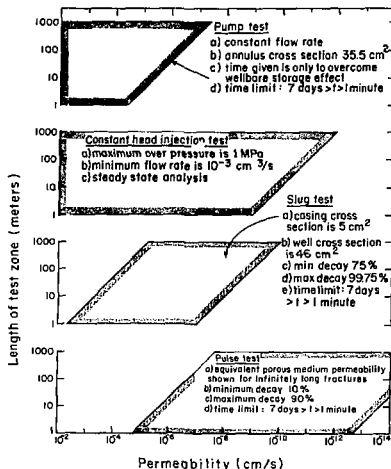 1000
100
10
1
Pump test
a) constant flow rate
b) annulus cross section 35.5 cm²
c) time given is only to overcome
wellbore storage effect
d) time limit: 7 days>t>1 minute
1000
100
10
1
Constant head injection test
a) maximum over pressure is 1 MPa
b) minimum flow rate is 10⁻³ cm³/s
c) steady state analysis
Slug test
a) casing cross
section is 5 cm²
b) well cross section
is 46 cm²
c) min decay 75%
d) max decay 99.75%
e) time limit: 7 days
> t > 1 minute
1000
100
10
1
Pulse test
a) equivalent porous medium permeability
shown for infinitely long fractures
b) minimum decay 10%
c) maximum decay 90%
d) time limit: 7 days > t > 1 minute
1000
100
10
1
Length of test zone (meters)
10⁻² 10⁻⁴ 10⁻⁶ 10⁻⁸ 10⁻¹⁰ 10⁻¹² 10⁻¹⁴
Permeability (cm/s)